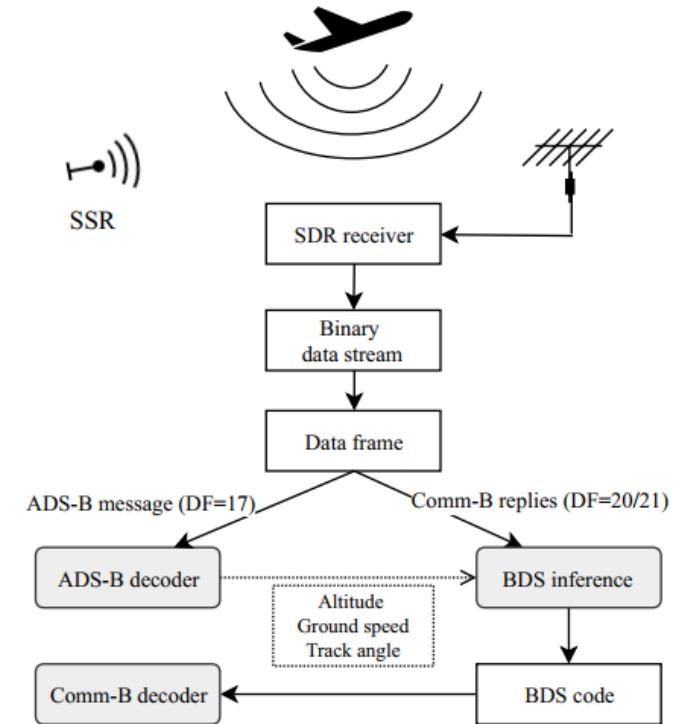 SSR
SDR receiver
Binary
data stream
Data frame
ADS-B message (DF=17)
Comm-B replies (DF=20/21)
ADS-B decoder
BDS inference
Altitude
Ground speed
Track angle
Comm-B decoder
BDS code